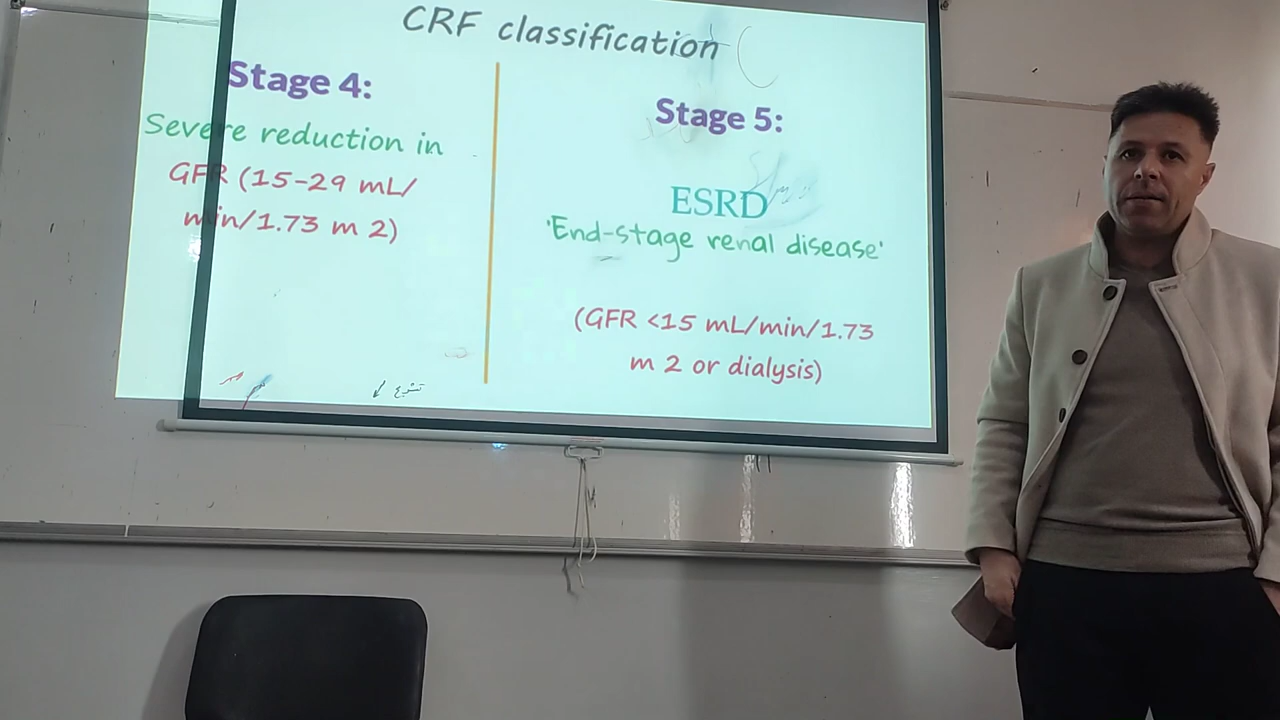 CRF classification
Stage 4:
Severe reduction in
GFR (15-29 mL/
min/1.73 m 2)
Stage 5:
ESRD
'End-stage renal disease'
(GFR <15 mL/min/1.73
m 2 or dialysis)